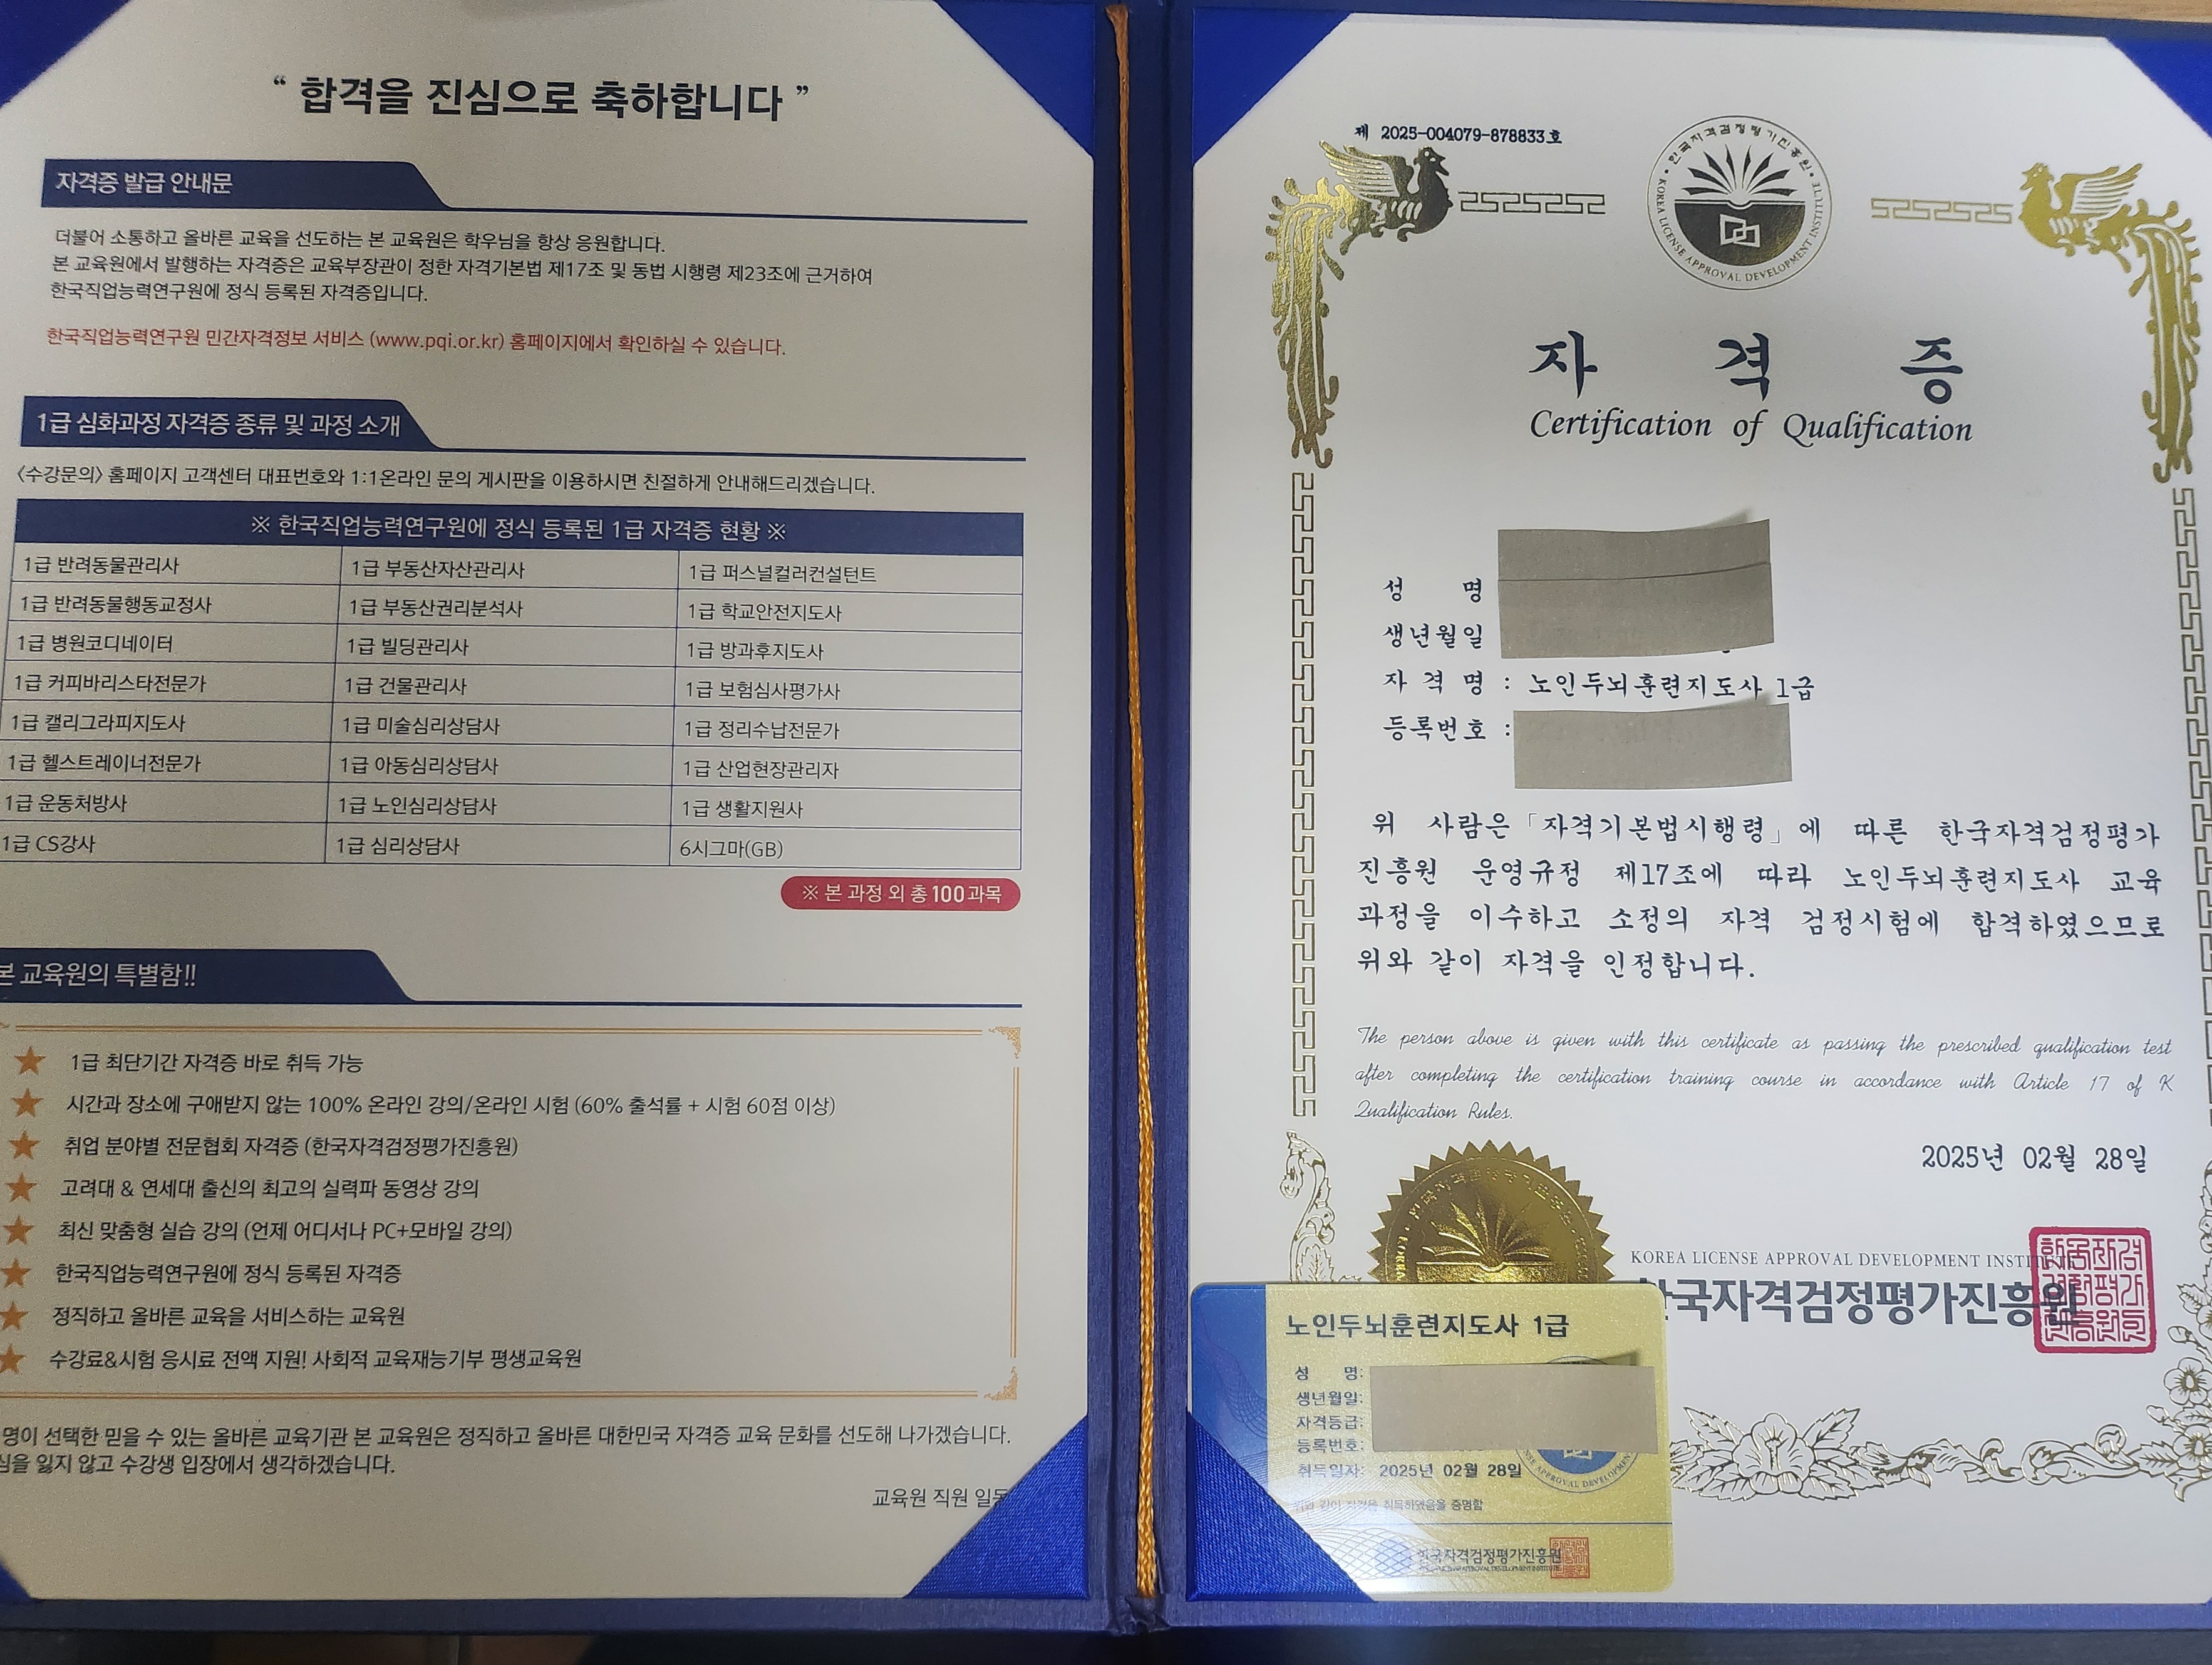 “ 합격을 진심으로 축하합니다 ”
자격증 발급 안내문
더불어 소통하고 올바른 교육을 선도하는 본 교육원은 학우님을 항상 응원합니다.
본 교육원에서 발행하는 자격증은 교육부장관이 정한 자격기본법 제17조 및 동법 시행령 제23조에 근거하여
한국직업능력연구원에 정식 등록된 자격증입니다.
한국직업능력연구원 민간자격정보 서비스 (www.pqi.or.kr) 홈페이지에서 확인하실 수 있습니다.
1급 심화과정 자격증 종류 및 과정 소개
<수강문의> 홈페이지 고객센터 대표번호와 1:1온라인 문의 게시판을 이용하시면 친절하게 안내해드리겠습니다.
※ 한국직업능력연구원에 정식 등록된 1급 자격증 현황 ※
1급 반려동물관리사 1급 부동산자산관리사 1급 퍼스널컬러컨설턴트
1급 반려동물행동교정사 1급 부동산권리분석사 1급 학교안전지도사
1급 병원코디네이터 1급 빌딩관리사 1급 방과후지도사
1급 커피바리스타전문가 1급 건물관리사 1급 보험심사평가사
1급 캘리그라피지도사 1급 미술심리상담사 1급 정리수납전문가
1급 헬스트레이너전문가 1급 아동심리상담사 1급 산업현장관리자
1급 운동처방사 1급 노인심리상담사 1급 생활지원사
1급 CS강사 1급 심리상담사 6시그마(GB)
※ 본 과정 외 총 100과목
본 교육원의 특별함!!
1급 최단기간 자격증 바로 취득 가능
시간과 장소에 구애받지 않는 100% 온라인 강의/온라인 시험 (60% 출석률 + 시험 60점 이상)
취업 분야별 전문협회 자격증 (한국자격검정평가진흥원)
고려대 & 연세대 출신의 최고의 실력파 동영상 강의
최신 맞춤형 실습 강의 (언제 어디서나 PC+모바일 강의)
한국직업능력연구원에 정식 등록된 자격증
정직하고 올바른 교육을 서비스하는 교육원
수강료&시험 응시료 전액 지원! 사회적 교육재능기부 평생교육원
명이 선택한 믿을 수 있는 올바른 교육기관 본 교육원은 정직하고 올바른 대한민국 자격증 교육 문화를 선도해 나가겠습니다.
심을 잃지 않고 수강생 입장에서 생각하겠습니다.
교육원 직원 일동
제 2025-004079-878833호
한국자격검정평가진흥원
KOREA LICENSE APPROVAL DEVELOPMENT INSTITUTE
자 격 증
Certification of Qualification
성 명
생년월일
자 격 명 : 노인두뇌훈련지도사 1급
등록번호 :
위 사람은 「자격기본법시행령」에 따른 한국자격검정평가
진흥원 운영규정 제17조에 따라 노인두뇌훈련지도사 교육
과정을 이수하고 소정의 자격 검정시험에 합격하였으므로
위와 같이 자격을 인정합니다.
The person above is given with this certificate as passing the prescribed qualification test
after completing the certification training course in accordance with Article 17 of K
Qualification Rules.
2025년 02월 28일
KOREA LICENSE APPROVAL DEVELOPMENT INSTITUTE
한국자격검정평가진흥원
노인두뇌훈련지도사 1급
성 명:
생년월일:
자격등급:
등록번호:
취득일자: 2025년 02월 28일
위와 같이 자격을 취득하였음을 증명함
한국자격검정평가진흥원